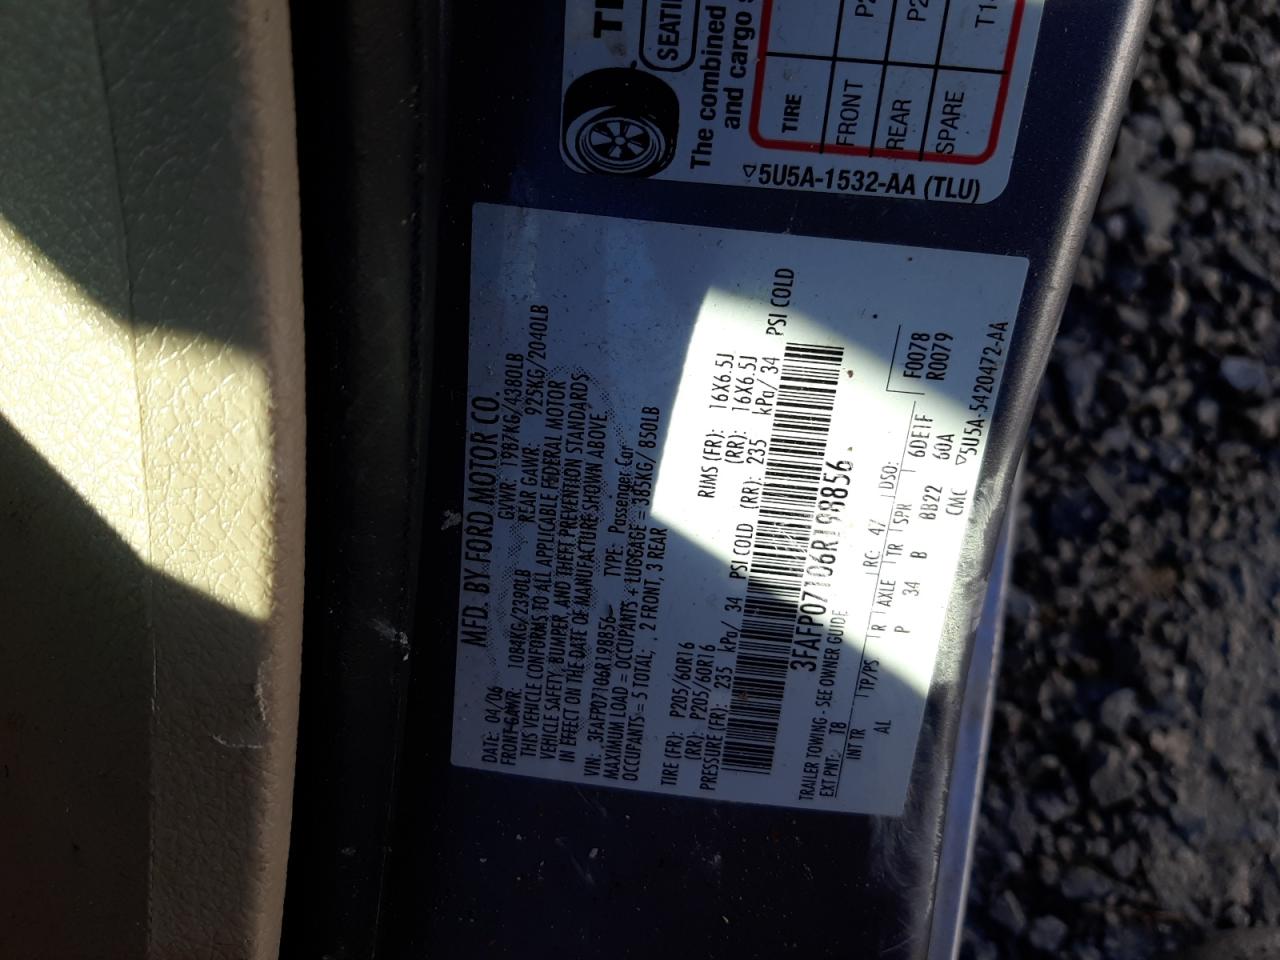 SEATI
The combined
and cargo
TIRE
FRONT P2
REAR P2
SPARE T1
5U5A-1532-AA (TLU)
MFD. BY FORD MOTOR CO.
DATE: 04/06 GVWR: 1987KG/4380LB
FRONT GAWR: 1084KG/2390LB REAR GAWR: 925KG/2040LB
THIS VEHICLE CONFORMS TO ALL APPLICABLE FEDERAL MOTOR
VEHICLE SAFETY, BUMPER, AND THEFT PREVENTION STANDARDS
IN EFFECT ON THE DATE OF MANUFACTURE SHOWN ABOVE.
VIN: 3FAFP07106R198856 TYPE: Passenger Car
MAXIMUM LOAD = OCCUPANTS + LUGGAGE = 385KG/ 850LB
OCCUPANTS = 5 TOTAL; , 2 FRONT, 3 REAR
TIRE (FR): P205/60R16 RIMS (FR): 16X6.5J
(RR): P205/60R16 (RR): 16X6.5J
PRESSURE (FR): 235 kPa/ 34 PSI COLD (RR): 235 kPa/ 34 PSI COLD
3FAFP07106R198856
TRAILER TOWING - SEE OWNER GUIDE
EXT PNT: T8 RC: 47 DSO: F0078
R0079
INT TR TP/PS R AXLE TR SPR 6DE1F
AL P 34 B BB22 60A
CMC 5U5A-5420472-AA